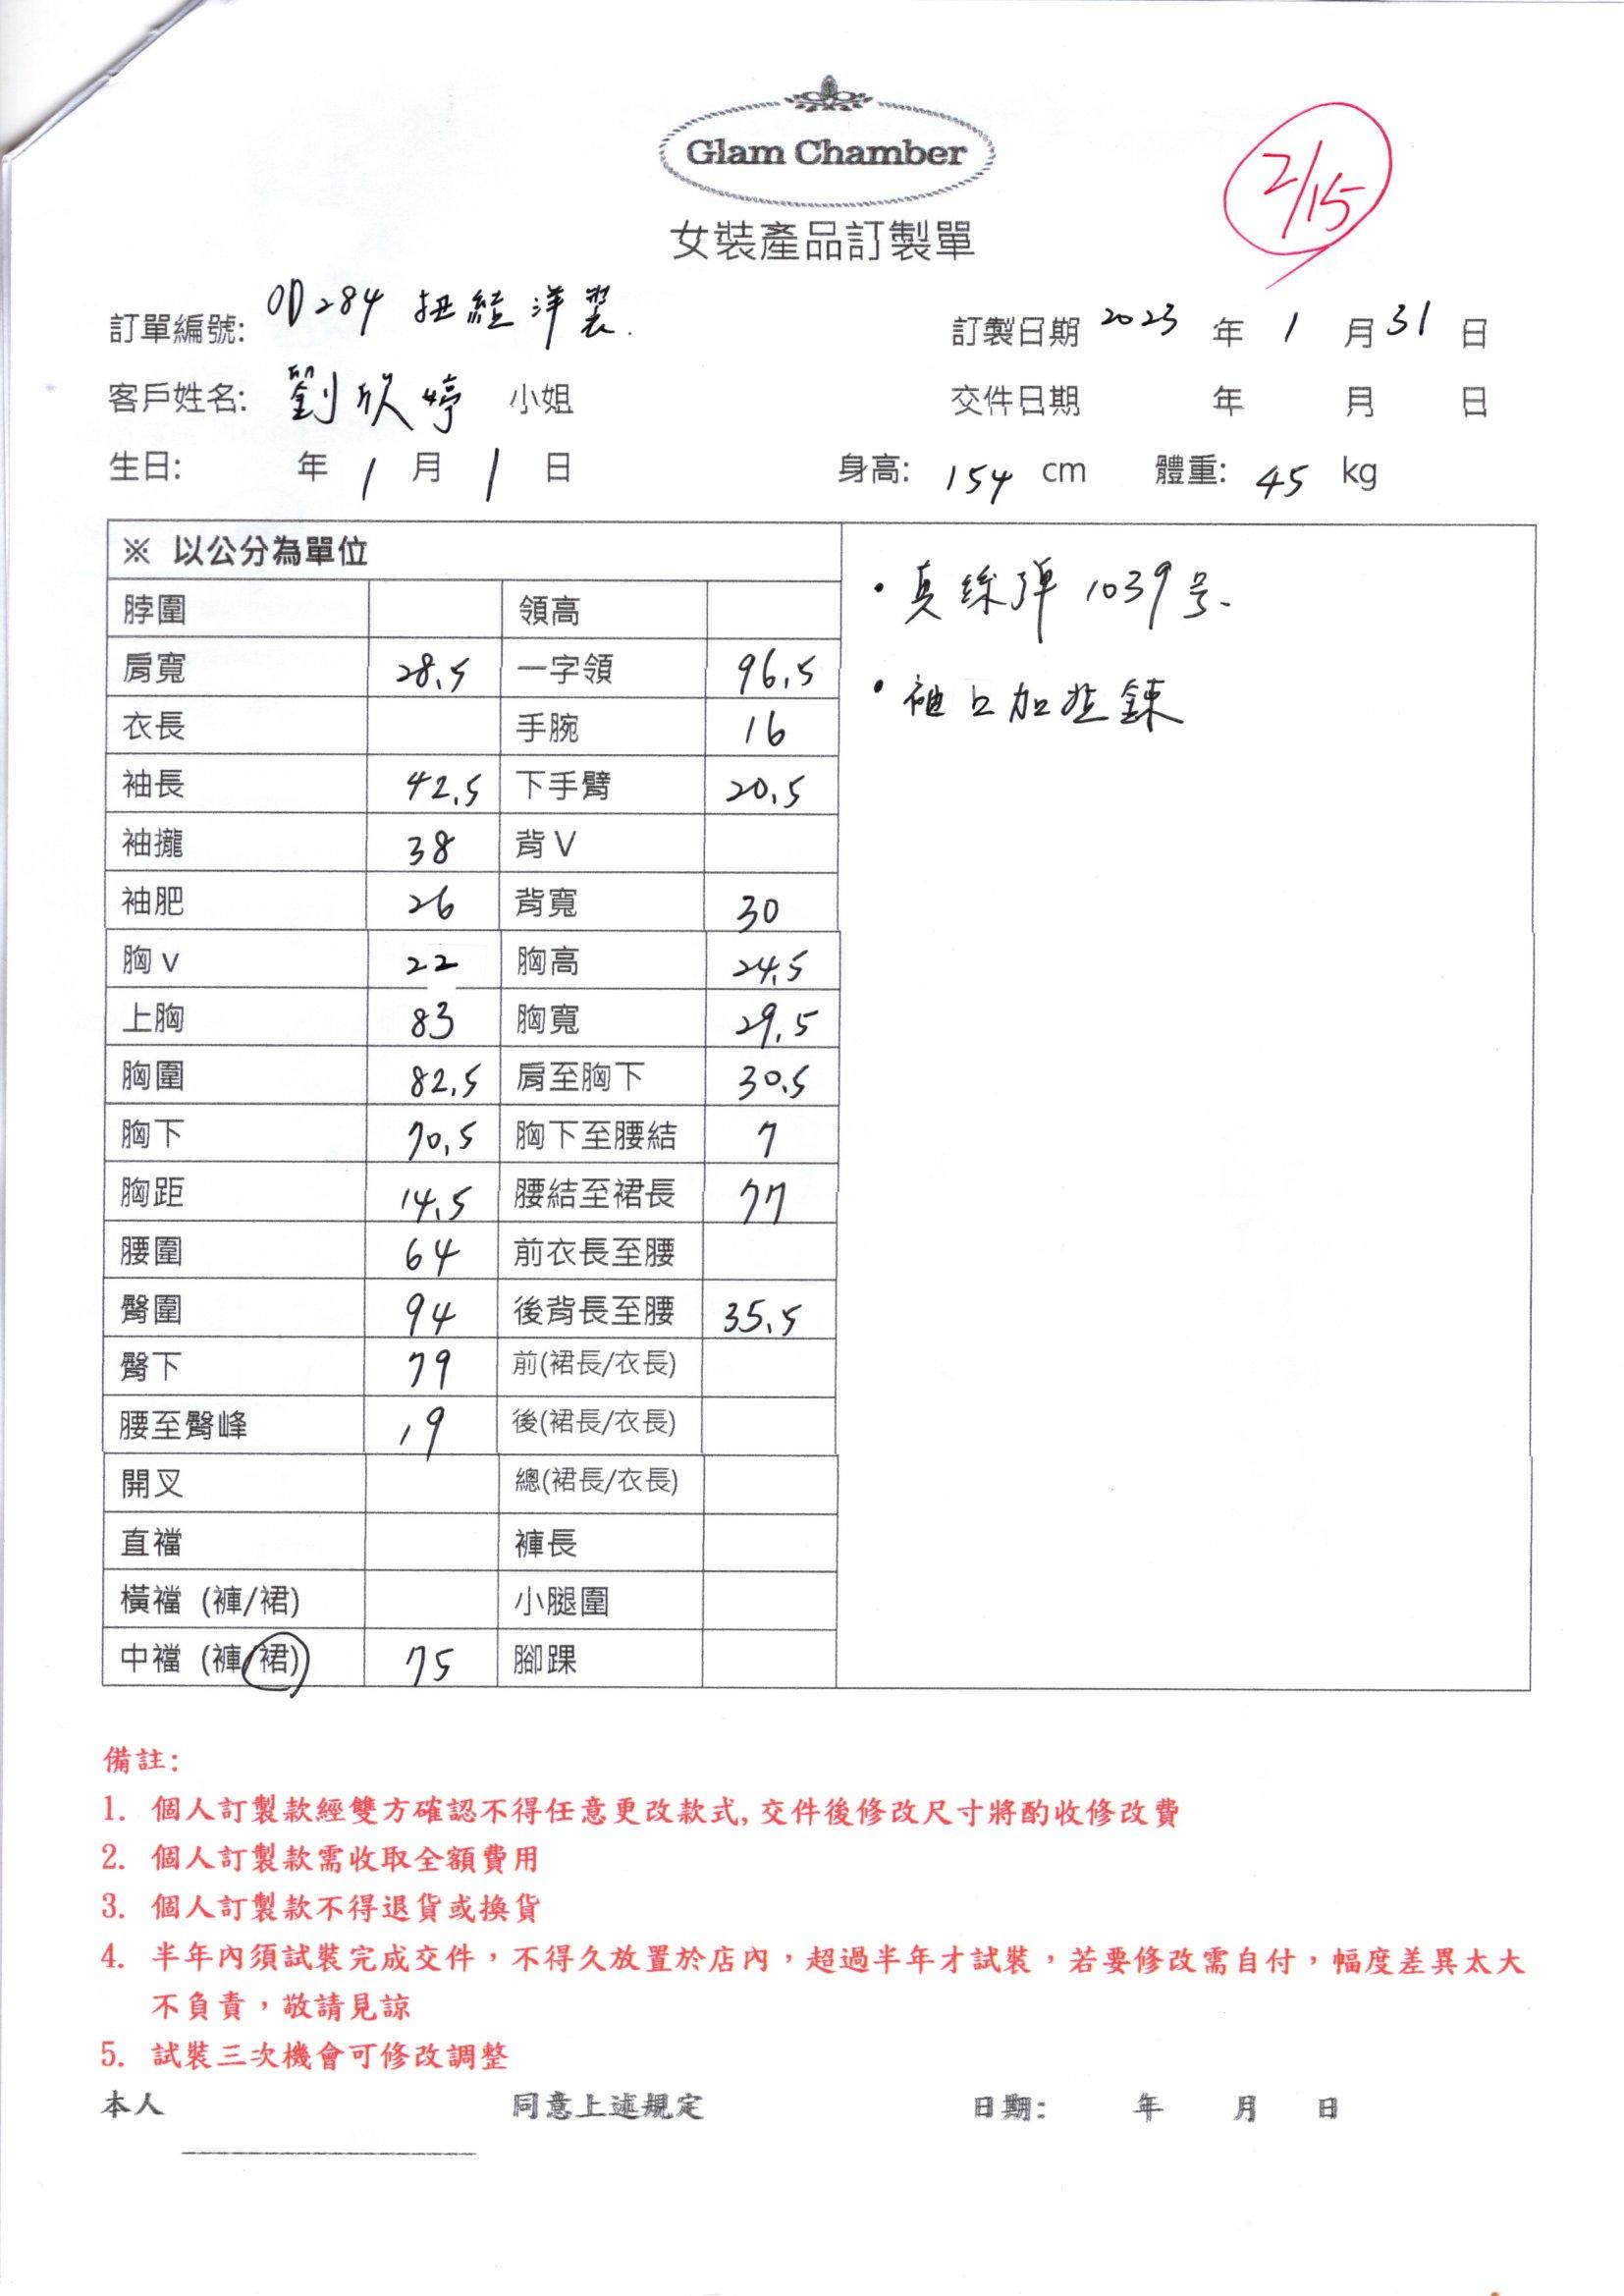 Glam Chamber
2/15
女裝產品訂製單
訂單編號: OD284 扭結洋裝.
訂製日期 2023 年 1 月 31 日
客戶姓名: 劉欣婷 小姐
交件日期 年 月 日
生日: 年 1 月 1 日 身高: 154 cm 體重: 45 kg
※ 以公分為單位
脖圍 領高
肩寬 28.5 一字領 96.5
衣長 手腕 16
袖長 42.5 下手臂 20.5
袖攏 38 背V
袖肥 26 背寬 30
胸v 22 胸高 24.5
上胸 83 胸寬 29.5
胸圍 82.5 肩至胸下 30.5
胸下 70.5 胸下至腰結 7
胸距 14.5 腰結至裙長 77
腰圍 64 前衣長至腰
臀圍 94 後背長至腰 35.5
臀下 79 前(裙長/衣長)
腰至臀峰 19 後(裙長/衣長)
開叉 總(裙長/衣長)
直襠 褲長
橫襠 (褲/裙) 小腿圍
中襠 (褲/裙) 75 腳踝
・真絲彈 1039号.
・袖口加拉鍊
備註:
1. 個人訂製款經雙方確認不得任意更改款式, 交件後修改尺寸將酌收修改費
2. 個人訂製款需收取全額費用
3. 個人訂製款不得退貨或換貨
4. 半年內須試裝完成交件，不得久放置於店內，超過半年才試裝，若要修改需自付，幅度差異太大
不負責，敬請見諒
5. 試裝三次機會可修改調整
本人 同意上述規定 日期: 年 月 日